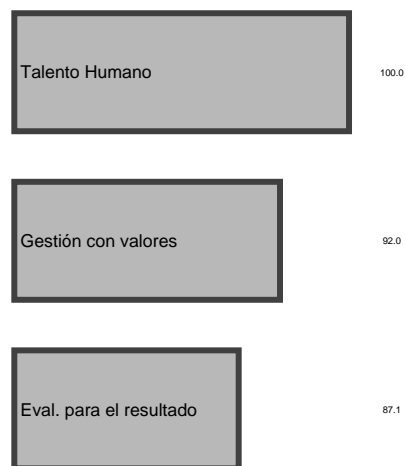 Talento Humano 100.0
Gestión con valores 92.0
Eval. para el resultado 87.1